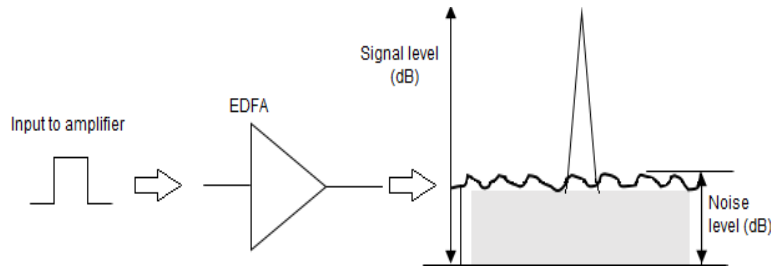 Signal level
(dB)
EDFA
Input to amplifier
Noise
level (dB)